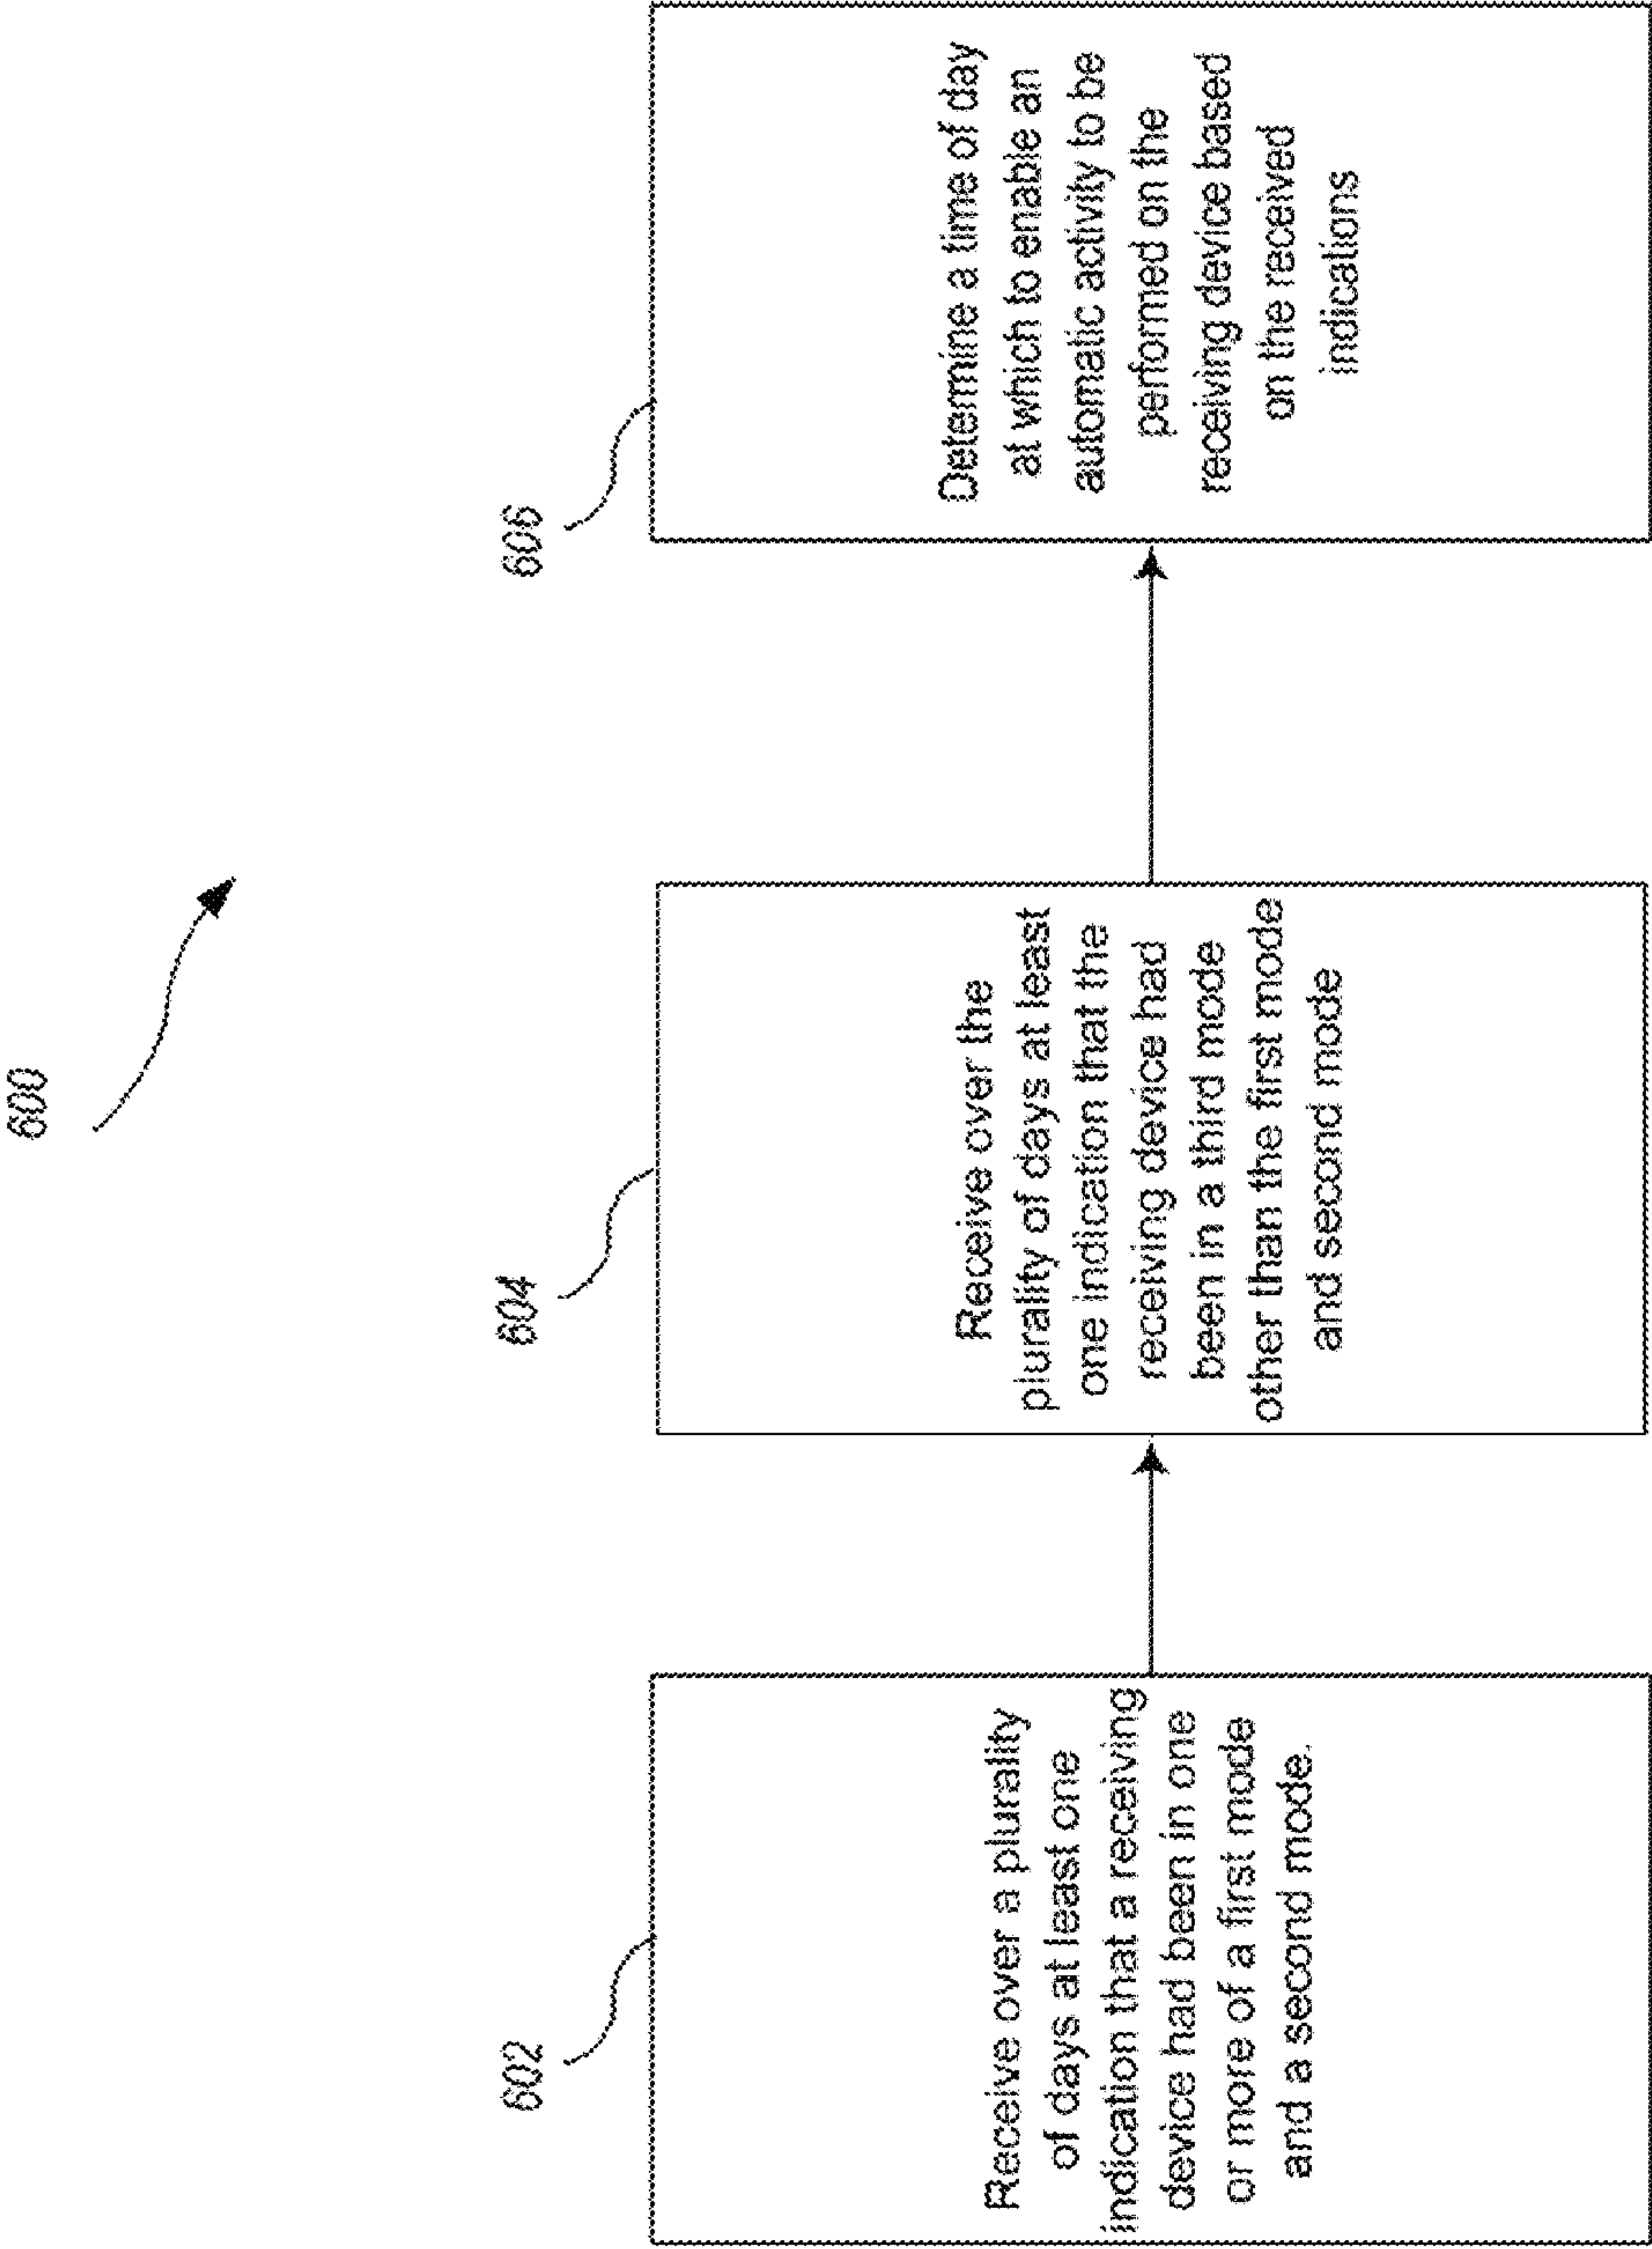 600
602
Receive over a plurality
of days at least one
indication that a receiving
device had been in one
or more of a first mode
and a second mode.
604
Receive over the
plurality of days at least
one indication that the
receiving device had
been in a third mode
other than the first mode
and second mode
606
Determine a time of day
at which to enable an
automatic activity to be
performed on the
receiving device based
on the received
indications